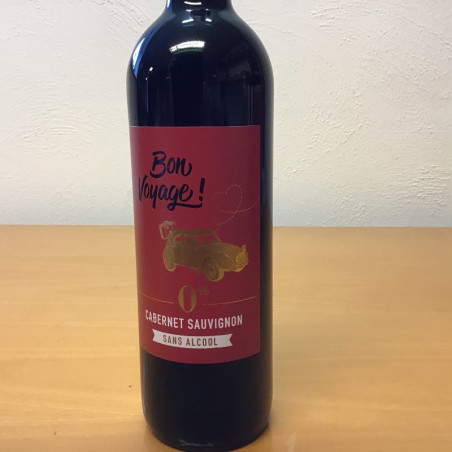 Bon
Voyage!
0%
CABERNET SAUVIGNON
SANS ALCOOL